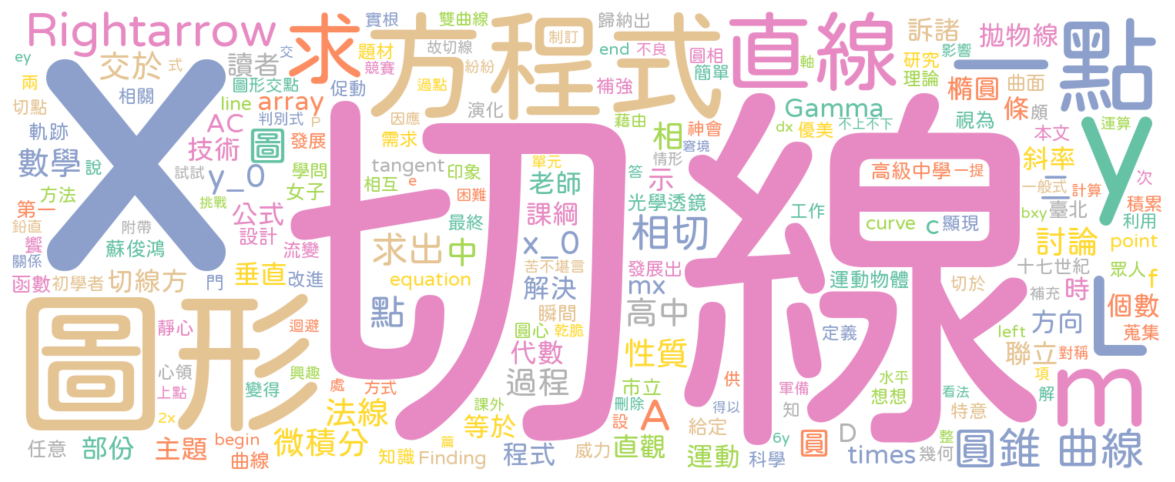 Rightarrow
求
方程式
直線
一點
切線
X
圖形
y
L
m
實根
雙曲線
歸納出
制訂
訴諸
影響
拋物線
ey
交
式
交於
讀者
題材
故切線
end
不良
圓相
研究
軸
競賽
過點
紛紛
簡單
理論
橢圓
曲面
兩
相關
圖形交點
促動
補強
切點
line
array
演化
Gamma
條
頗
軌跡
AC
判別式
P
因應
藉由
神會
dx
優美
不上不下
視為
本文
運算
數學
說
技術
圖
發展
需求
相
窘境
斜率
試試
tangent
印象
單元
情形
高級中學
一提
一般式
計算
方法
y_0
學問
女子
相互
e
困難
老師
答
示
二
次
第一
挑戰
公式
設計
課綱
光學透鏡
工作
bxy
臺北
積累
利用
鉛直
附帶
最終
curve
c
顯現
饗
蘇俊鴻
流變
求出
中
x_0
相切
討論
point
關係
門
苦不堪言
十七世紀
眾人
函數
初學者
切線方
垂直
改進
equation
解決
發展出
mx
運動物體
切於
補充
時
f
瞬間
高中
個數
靜心
迴避
點
圓心
乾脆
定義
left
方向
蒐集
心領
變得
興趣
代數
性質
聯立
對稱
上點
處
方式
過程
供
軍備
水平
想想
看法
項
2x
課外
市立
得以
知
解
法線
等於
刪除
設
A
給定
特意
任意
部份
主題
begin
曲線
微積分
篇
知識
Finding
程式
威力
直觀
運動
D
6y
科學
圓
times
整
幾何
圓錐
曲線